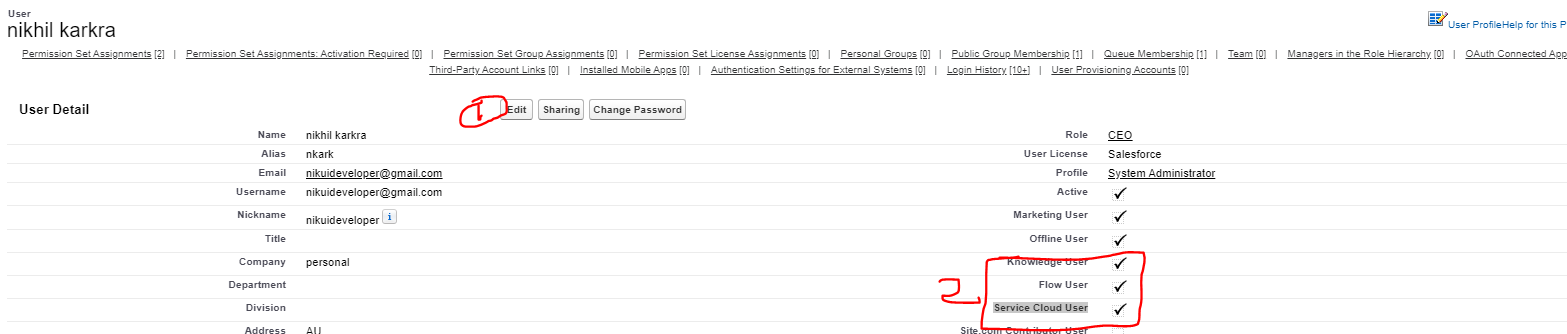 User
nikhil karkra
User ProfileHelp for this P
Permission Set Assignments [2] | Permission Set Assignments: Activation Required [0] | Permission Set Group Assignments [0] | Permission Set License Assignments [0] | Personal Groups [0] | Public Group Membership [1] | Queue Membership [1] | Team [0] | Managers in the Role Hierarchy [0] | OAuth Connected App
Third-Party Account Links [0] | Installed Mobile Apps [0] | Authentication Settings for External Systems [0] | Login History [10+] | User Provisioning Accounts [0]
User Detail 1 Edit Sharing Change Password
Name nikhil karkra Role CEO
Alias nkark User License Salesforce
Email nikuideveloper@gmail.com Profile System Administrator
Username nikuideveloper@gmail.com Active
Nickname nikuideveloper i Marketing User
Title Offline User
Company personal Knowledge User
Department Flow User
2
Division Service Cloud User
Address AU Site.com Contributor User